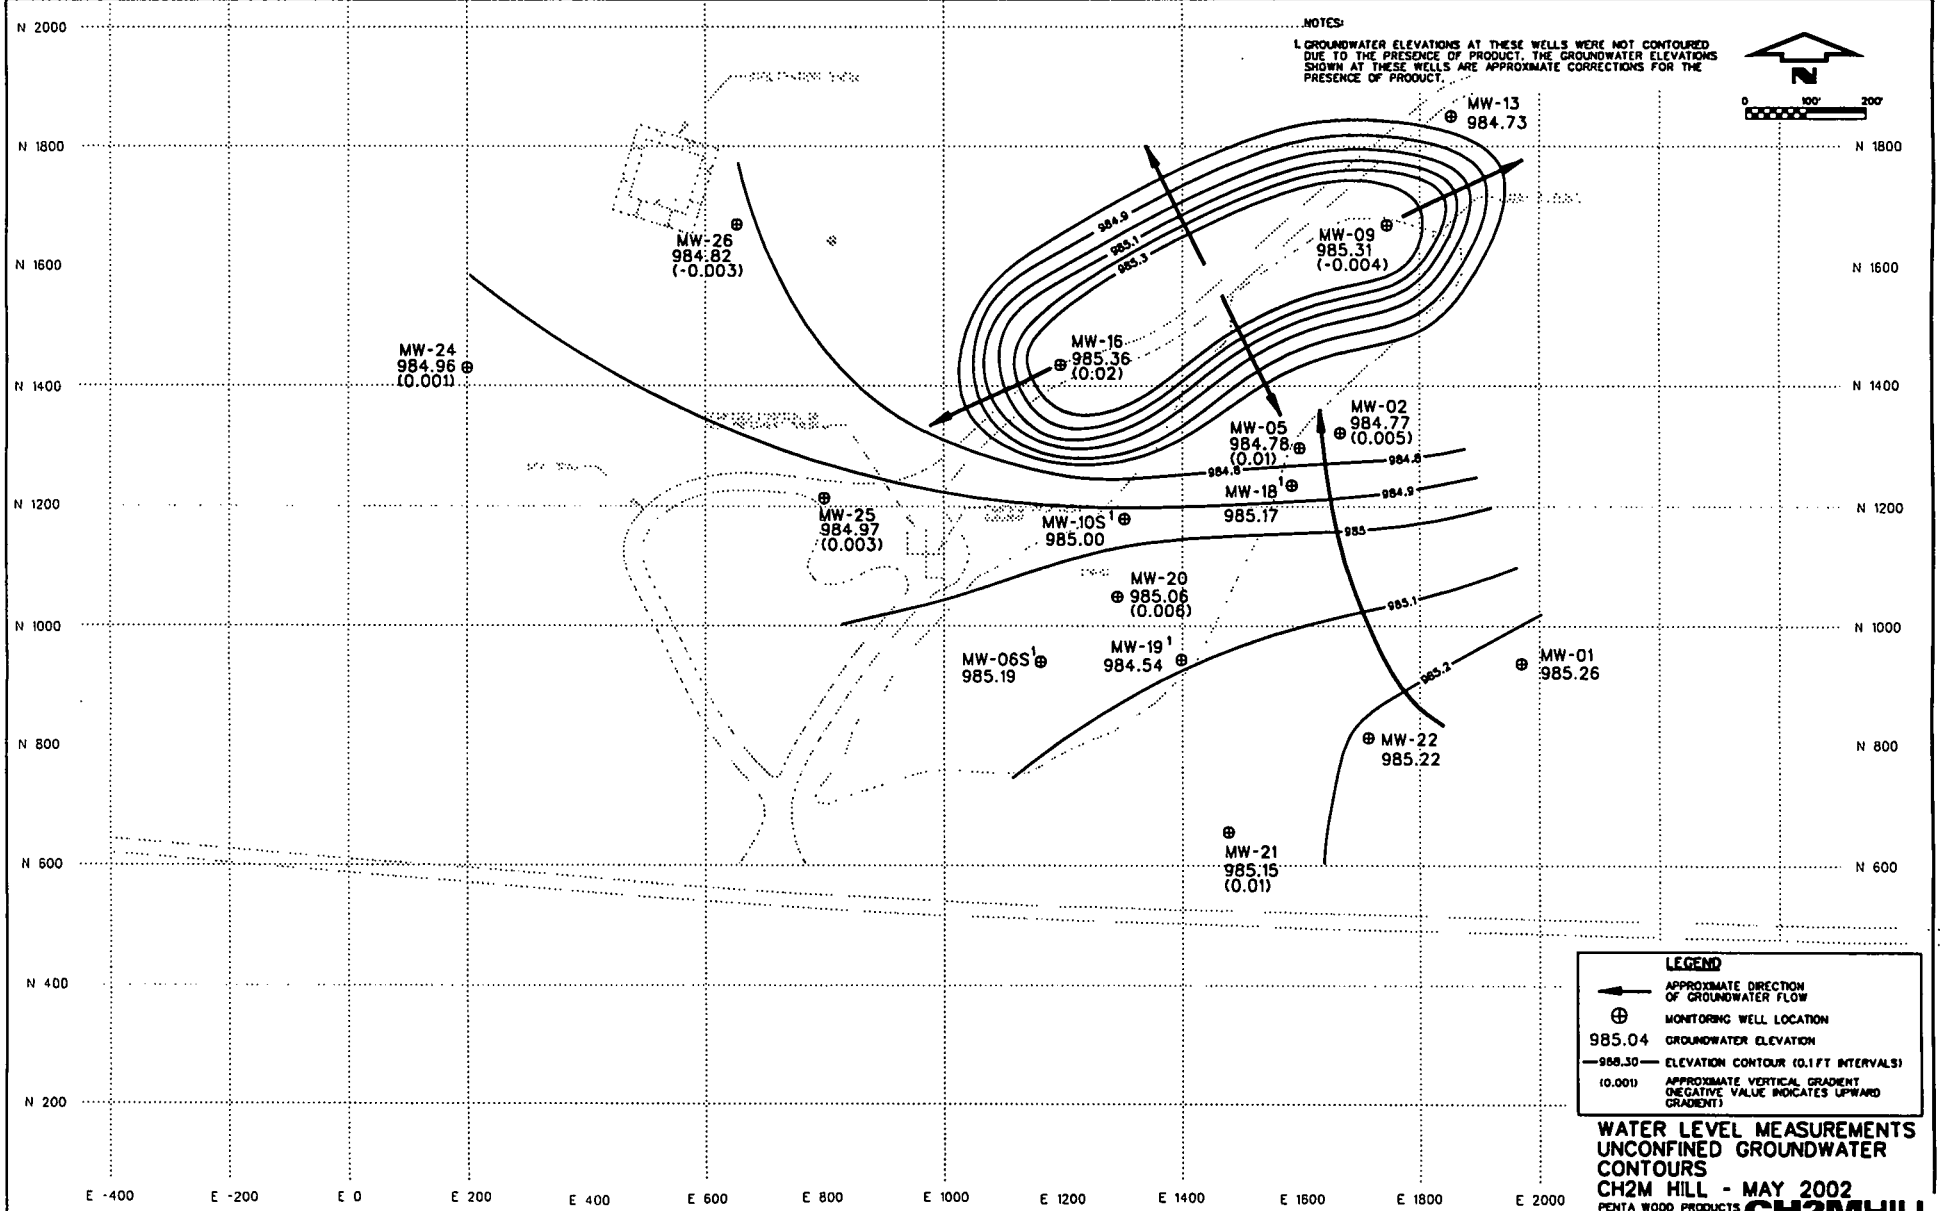 NOTES:
1. GROUNDWATER ELEVATIONS AT THESE WELLS WERE NOT CONTOURED
DUE TO THE PRESENCE OF PRODUCT. THE GROUNDWATER ELEVATIONS
SHOWN AT THESE WELLS ARE APPROXIMATE CORRECTIONS FOR THE
PRESENCE OF PRODUCT.
N
0 100' 200'
N 2000
N 1800
N 1600
N 1400
N 1200
N 1000
N 800
N 600
N 400
N 200
N 1800
N 1600
N 1400
N 1200
N 1000
N 800
N 600
MW-13
984.73
MW-26
984.82
(-0.003)
984.9
985.1
985.3
MW-09
985.31
(-0.004)
MW-24
984.96
(0.001)
MW-16
985.36
(0.02)
MW-02
984.77
(0.005)
MW-05
984.78
(0.01)
984.8
984.8
MW-18 1
985.17
984.9
MW-25
984.97
(0.003)
MW-10S 1
985.00
985
MW-20
985.06
(0.006)
985.1
MW-06S 1
985.19
MW-19 1
984.54
985.2
MW-01
985.26
MW-22
985.22
MW-21
985.15
(0.01)
LEGEND
APPROXIMATE DIRECTION
OF GROUNDWATER FLOW
MONITORING WELL LOCATION
985.04 GROUNDWATER ELEVATION
988.30 ELEVATION CONTOUR (0.1 FT INTERVALS)
(0.001) APPROXIMATE VERTICAL GRADIENT
(NEGATIVE VALUE INDICATES UPWARD
GRADIENT)
WATER LEVEL MEASUREMENTS
UNCONFINED GROUNDWATER
CONTOURS
CH2M HILL - MAY 2002
PENTA WOOD PRODUCTS CH2MHILL
E -400 E -200 E 0 E 200 E 400 E 600 E 800 E 1000 E 1200 E 1400 E 1600 E 1800 E 2000